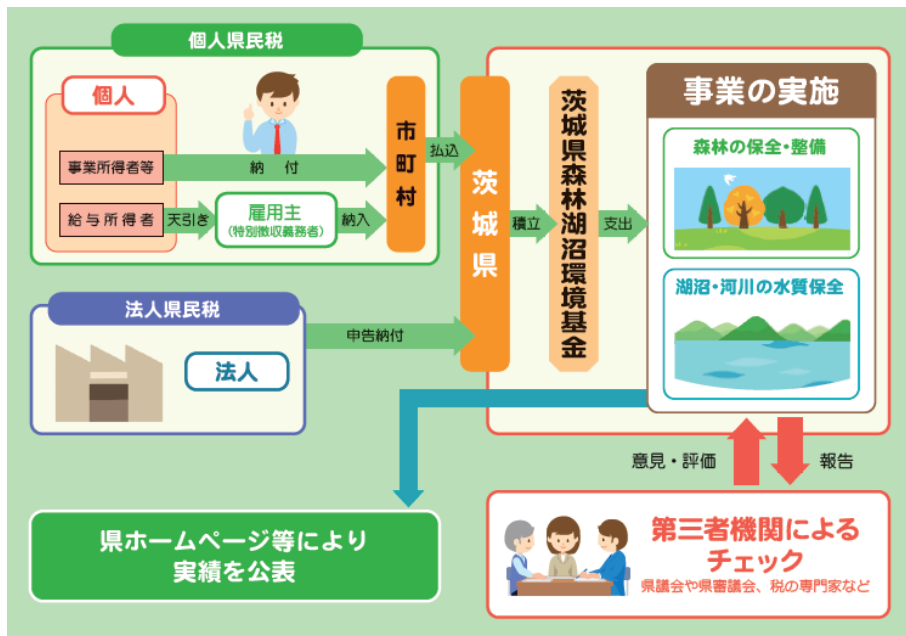 個人県民税
個人
事業所得者等
納 付
給与所得者
天引き
雇用主
(特別徴収義務者)
納入
市町村
払込
法人県民税
法人
申告納付
茨城県
積立
茨城県森林湖沼環境基金
支出
事業の実施
森林の保全・整備
湖沼・河川の水質保全
意見・評価
報告
県ホームページ等により
実績を公表
第三者機関による
チェック
県議会や県審議会、税の専門家など